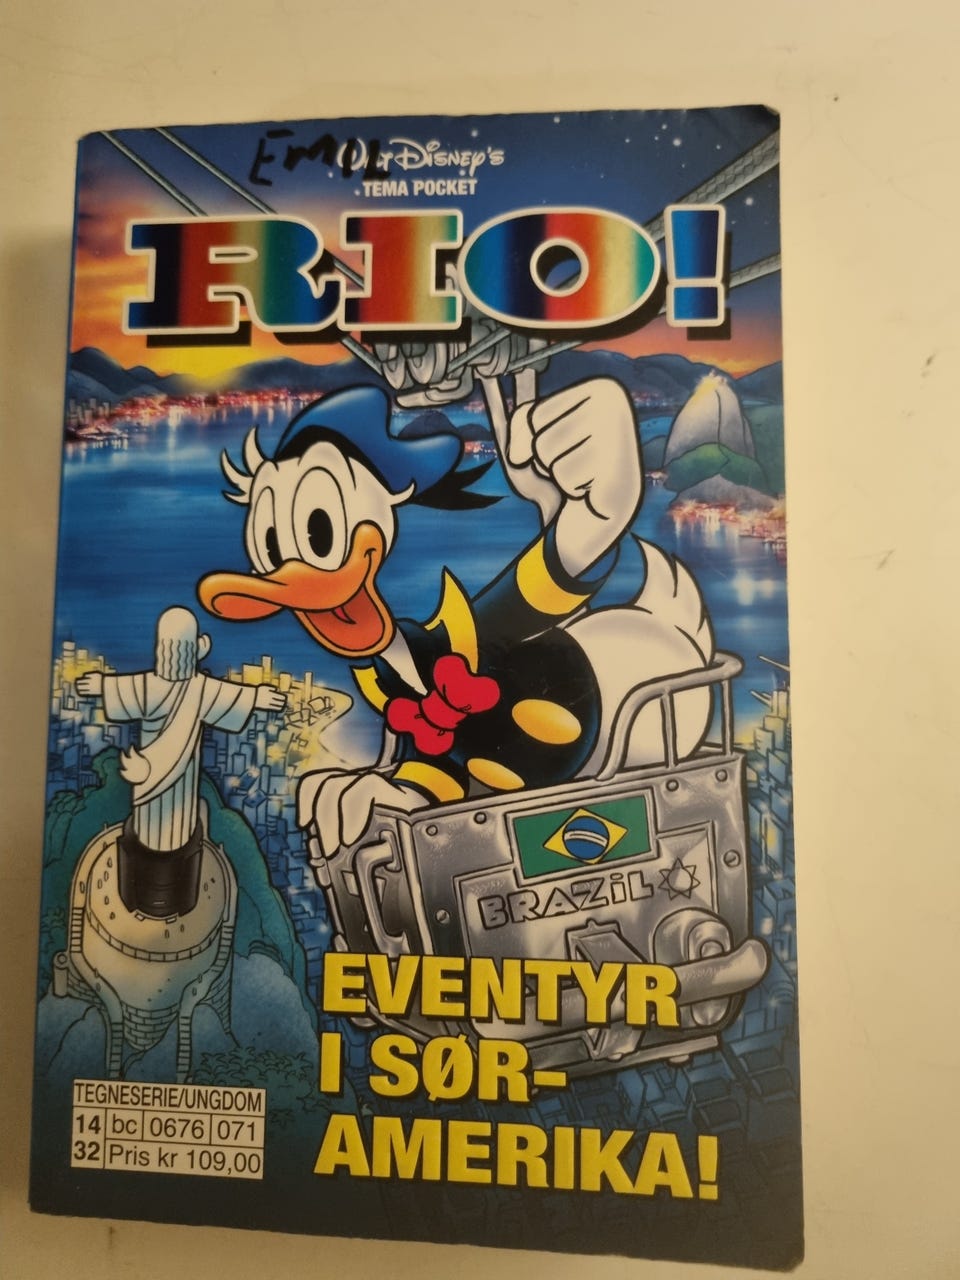 EMIL
WALT DISNEY'S
TEMA POCKET
RIO!
BRAZIL
EVENTYR
I SØR-
AMERIKA!
TEGNESERIE/UNGDOM
14 bc 0676 071
32 Pris kr 109,00